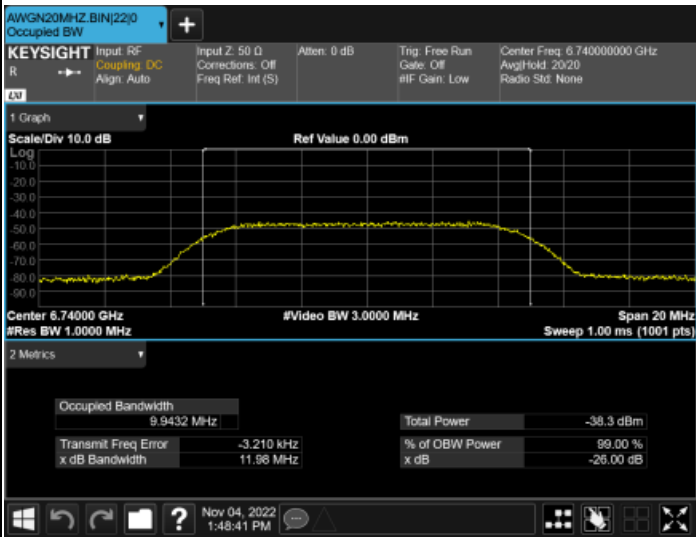 AWGN20MHZ.BIN|22|0
Occupied BW
KEYSIGHT
R
LXI
Input: RF
Coupling: DC
Align: Auto
Input Z: 50 Ω
Corrections: Off
Freq Ref: Int (S)
Atten: 0 dB
Trig: Free Run
Gate: Off
#IF Gain: Low
Center Freq: 6.740000000 GHz
Avg|Hold: 20/20
Radio Std: None
1 Graph
Scale/Div 10.0 dB
Ref Value 0.00 dBm
Log
-10.0
-20.0
-30.0
-40.0
-50.0
-60.0
-70.0
-80.0
-90.0
Center 6.74000 GHz
#Video BW 3.0000 MHz
Span 20 MHz
#Res BW 1.0000 MHz
Sweep 1.00 ms (1001 pts)
2 Metrics
Occupied Bandwidth
9.9432 MHz
Total Power -38.3 dBm
Transmit Freq Error -3.210 kHz
% of OBW Power 99.00 %
x dB Bandwidth 11.98 MHz
x dB -26.00 dB
?
Nov 04, 2022
1:48:41 PM